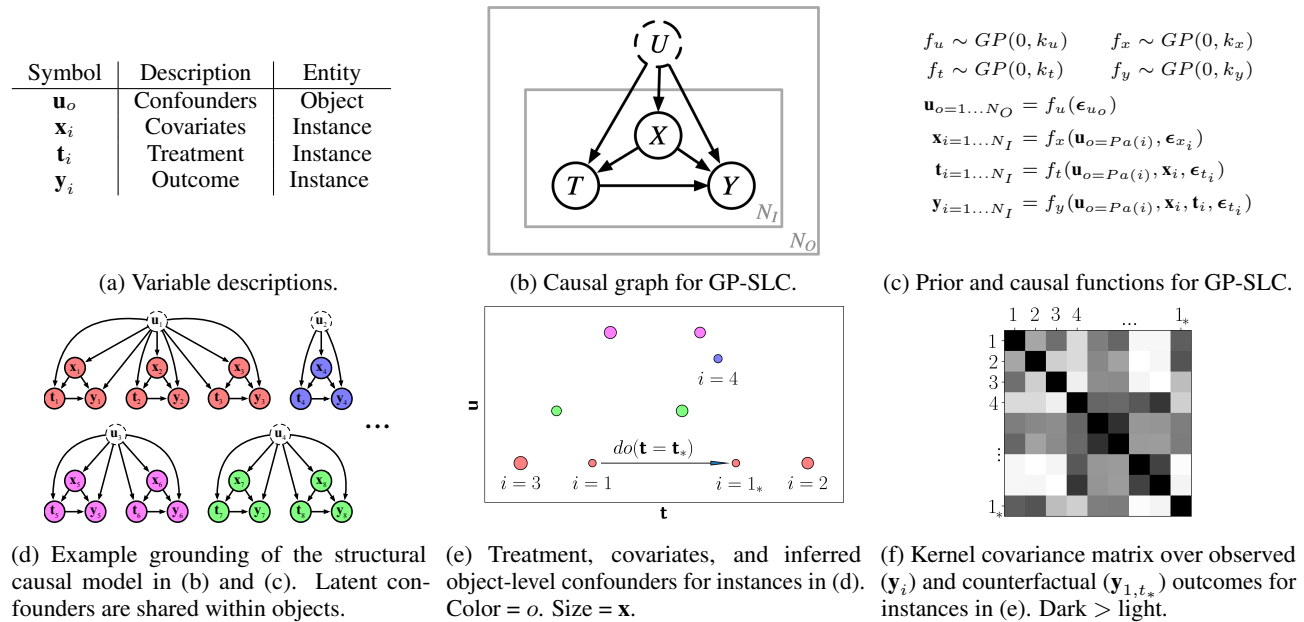 Symbol Description Entity
u_o Confounders Object
x_i Covariates Instance
t_i Treatment Instance
y_i Outcome Instance
(a) Variable descriptions.
U
X
T
Y
N_I
N_O
(b) Causal graph for GP-SLC.
f_u ∼ GP(0, k_u) f_x ∼ GP(0, k_x)
f_t ∼ GP(0, k_t) f_y ∼ GP(0, k_y)
u_{o=1...N_O} = f_u(ϵ_{u_o})
x_{i=1...N_I} = f_x(u_{o=Pa(i)}, ϵ_{x_i})
t_{i=1...N_I} = f_t(u_{o=Pa(i)}, x_i, ϵ_{t_i})
y_{i=1...N_I} = f_y(u_{o=Pa(i)}, x_i, t_i, ϵ_{t_i})
(c) Prior and causal functions for GP-SLC.
u_1 u_2
x_1 x_2 x_3 x_4
t_1 y_1 t_2 y_2 t_3 y_3 t_4 y_4
...
u_3 u_4
x_5 x_6 x_7 x_8
t_5 y_5 t_6 y_6 t_7 y_7 t_8 y_8
(d) Example grounding of the structural
causal model in (b) and (c). Latent con-
founders are shared within objects.
u
i = 4
do(t = t_*)
i = 3 i = 1 i = 1_* i = 2
t
(e) Treatment, covariates, and inferred
object-level confounders for instances in (d).
Color = o. Size = x.
1 2 3 4 ... 1_*
1
2
3
4
⋮
1_*
(f) Kernel covariance matrix over observed
(y_i) and counterfactual (y_{1,t_*}) outcomes for
instances in (e). Dark > light.